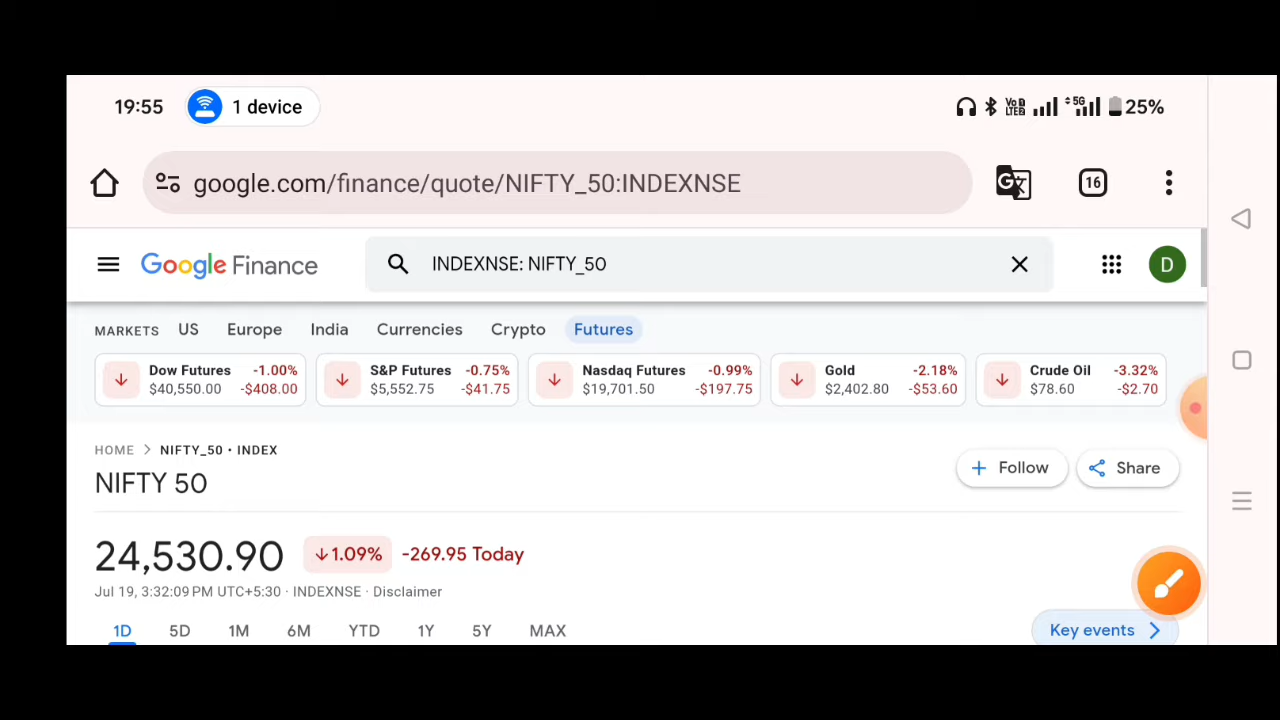 19:55 1 device VoD LTE 5G 25%
google.com/finance/quote/NIFTY_50:INDEXNSE 16
Google Finance INDEXNSE: NIFTY_50 D
MARKETS US Europe India Currencies Crypto Futures
Dow Futures -1.00% S&P Futures -0.75% Nasdaq Futures -0.99% Gold -2.18% Crude Oil -3.32%
$40,550.00 -$408.00 $5,552.75 -$41.75 $19,701.50 -$197.75 $2,402.80 -$53.60 $78.60 -$2.70
HOME > NIFTY_50 • INDEX
NIFTY 50 + Follow Share
24,530.90 ↓1.09% -269.95 Today
Jul 19, 3:32:09 PM UTC+5:30 · INDEXNSE · Disclaimer
1D 5D 1M 6M YTD 1Y 5Y MAX Key events